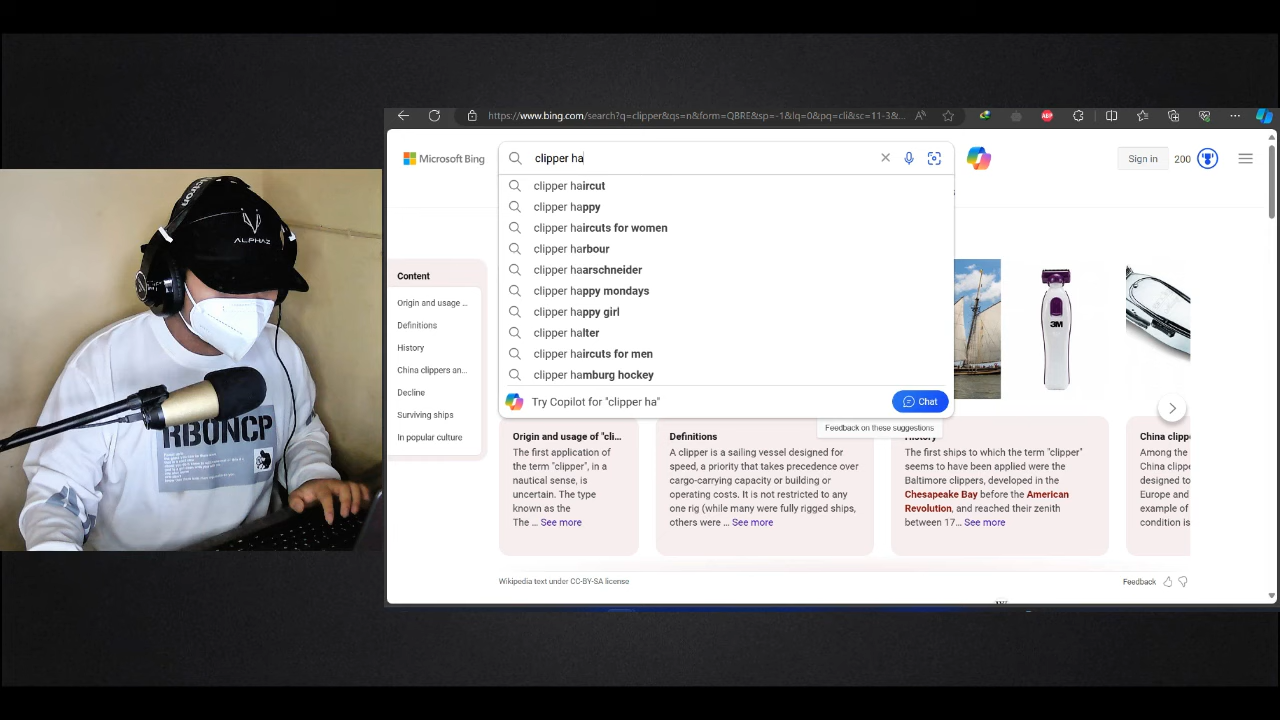 https://www.bing.com/search?q=clipper&qs=n&form=QBRE&sp=-1&lq=0&pq=cli&sc=11-3&...
ABP
Microsoft Bing
clipper ha
Sign in
200
clipper haircut
clipper happy
clipper haircuts for women
clipper harbour
clipper haarschneider
clipper happy mondays
clipper happy girl
clipper halter
clipper haircuts for men
clipper hamburg hockey
Try Copilot for "clipper ha"
Chat
Feedback on these suggestions
Content
Origin and usage ...
Definitions
History
China clippers an...
Decline
Surviving ships
In popular culture
3M
Origin and usage of "cli...
The first application of
the term "clipper", in a
nautical sense, is
uncertain. The type
known as the
The ... See more
Definitions
A clipper is a sailing vessel designed for
speed, a priority that takes precedence over
cargo-carrying capacity or building or
operating costs. It is not restricted to any
one rig (while many were fully rigged ships,
others were ... See more
History
The first ships to which the term "clipper"
seems to have been applied were the
Baltimore clippers, developed in the
Chesapeake Bay before the American
Revolution, and reached their zenith
between 17... See more
China clippe
Among the
China clippe
designed to
Europe and
example of
condition is
Wikipedia text under CC-BY-SA license
Feedback
ALPHAZ
RBONCP